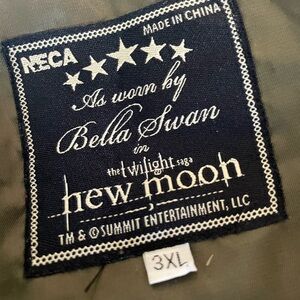 NECA
MADE IN CHINA
As worn by
Bella Swan
in
the twilight saga
new moon
TM & © SUMMIT ENTERTAINMENT, LLC
3XL